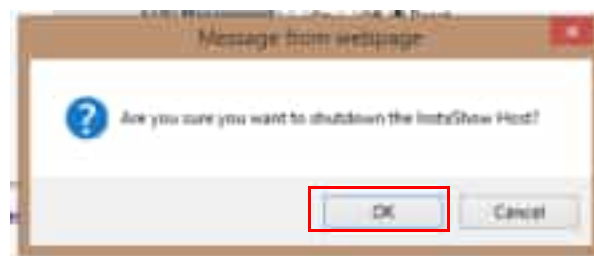 Message from webpage
Are you sure you want to shutdown the InstaShow Host?
OK
Cancel